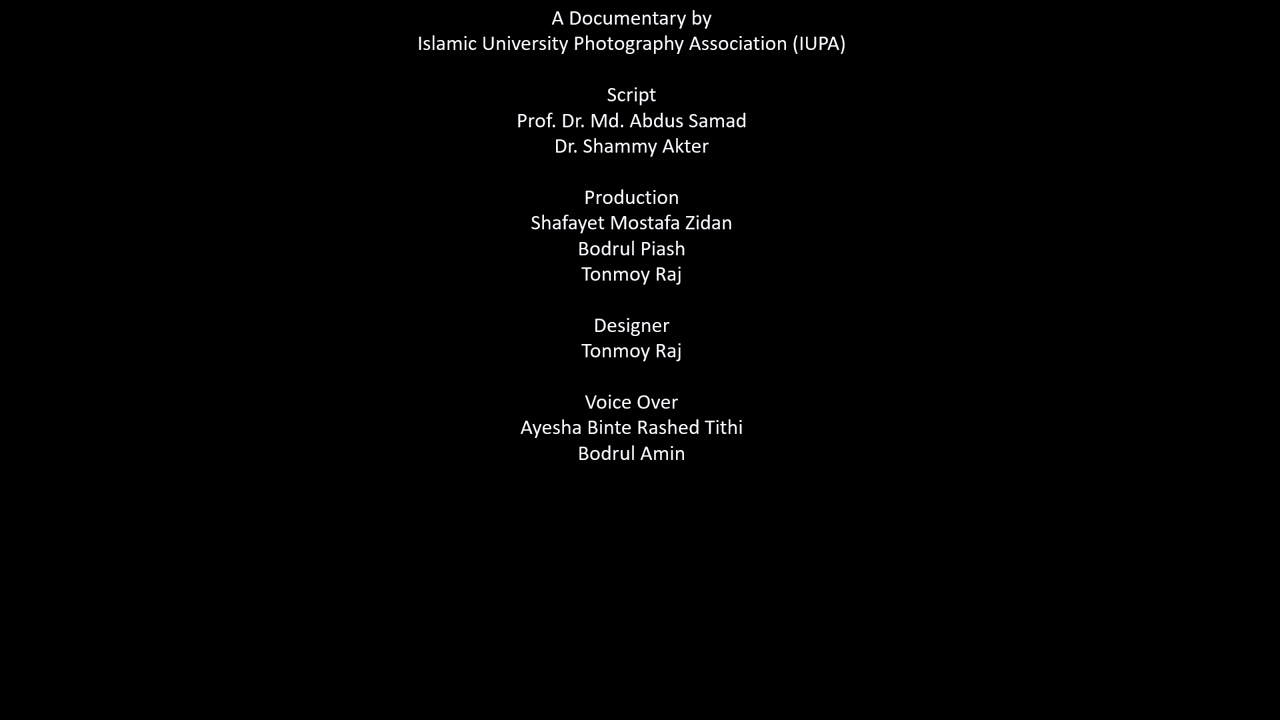 A Documentary by
Islamic University Photography Association (IUPA)
Script
Prof. Dr. Md. Abdus Samad
Dr. Shammy Akter
Production
Shafayet Mostafa Zidan
Bodrul Piash
Tonmoy Raj
Designer
Tonmoy Raj
Voice Over
Ayesha Binte Rashed Tithi
Bodrul Amin